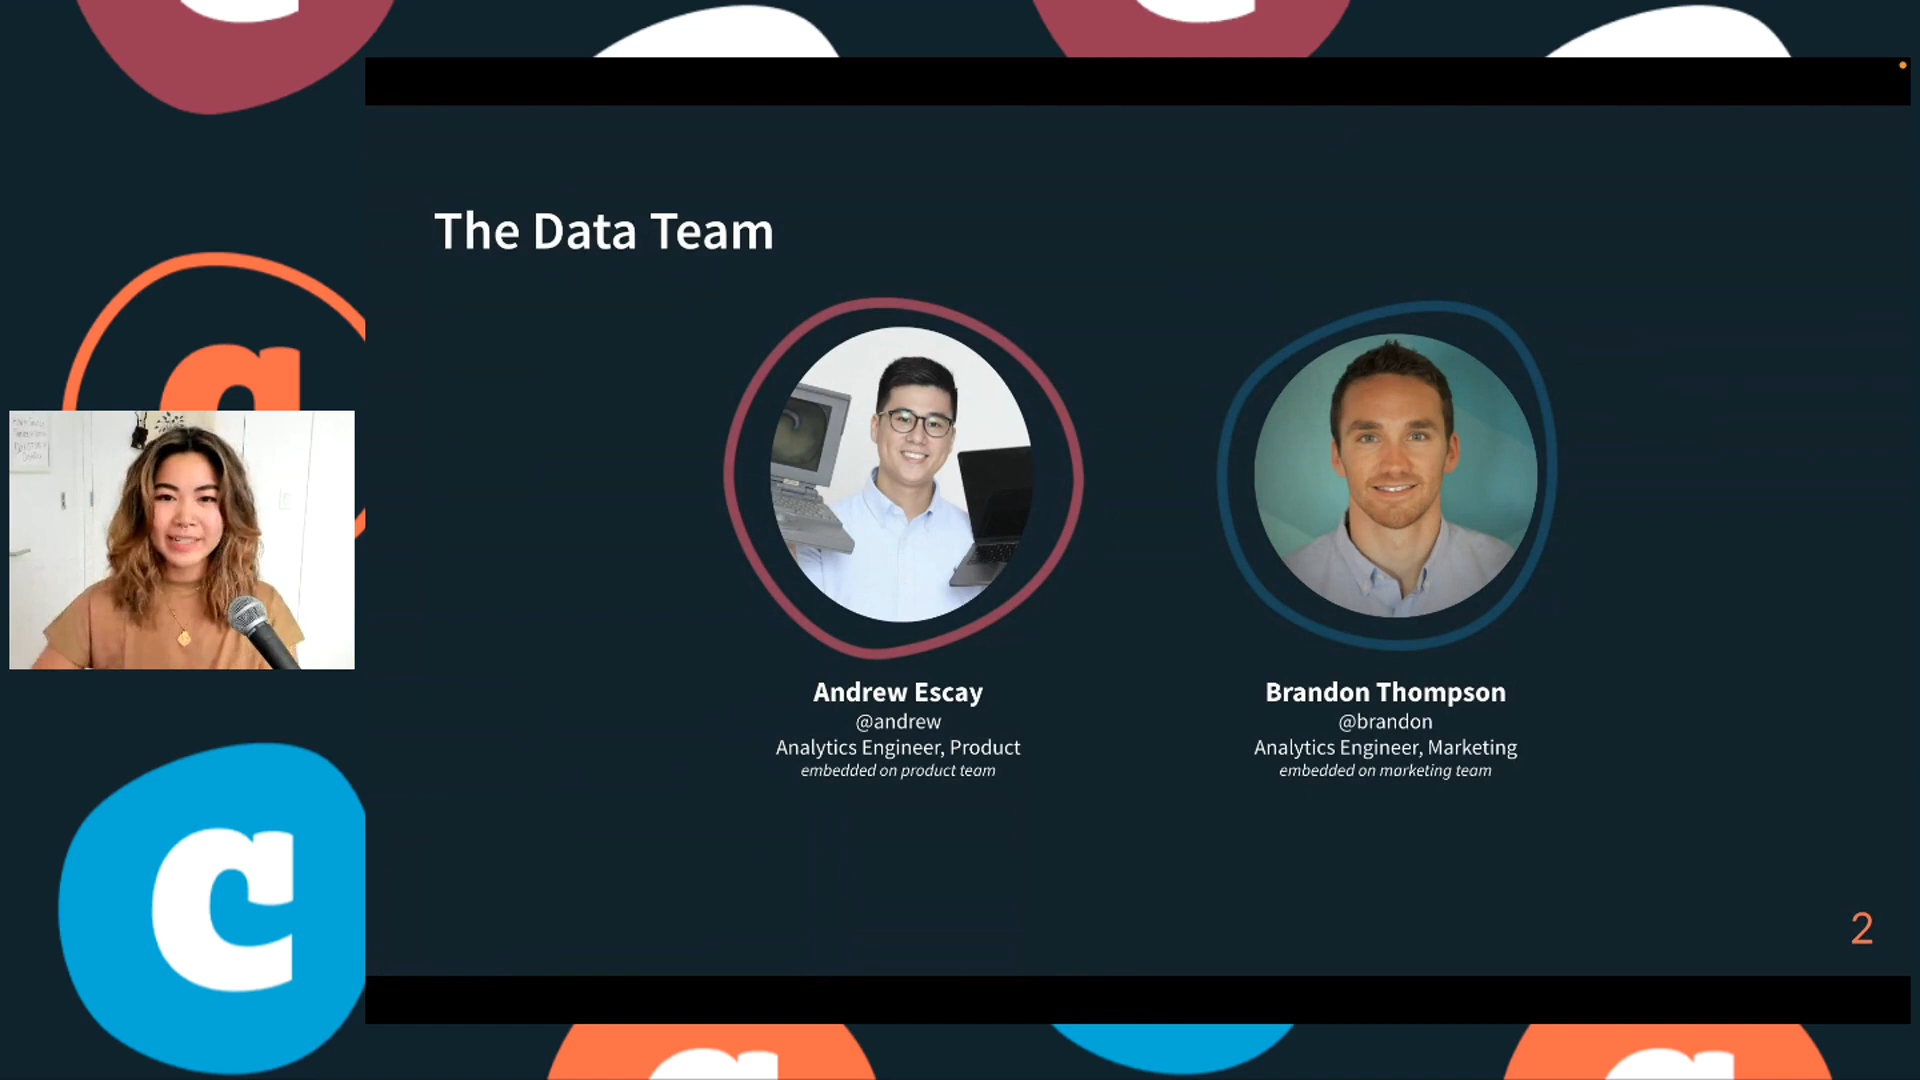 The Data Team
Andrew Escay
@andrew
Analytics Engineer, Product
embedded on product team
Brandon Thompson
@brandon
Analytics Engineer, Marketing
embedded on marketing team
2